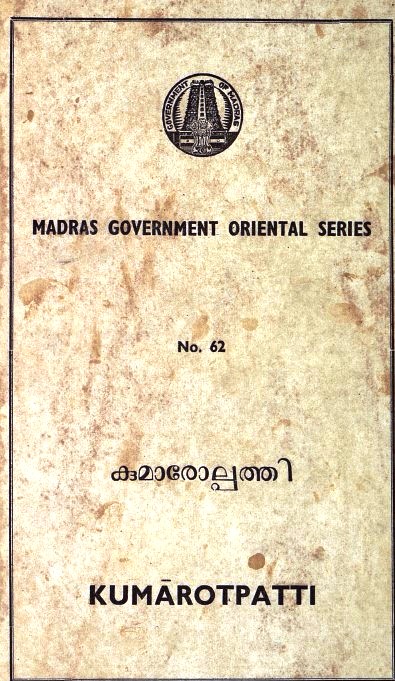 GOVERNMENT OF MADRAS
MADRAS GOVERNMENT ORIENTAL SERIES
No. 62
കുമാരോല്പത്തി
KUMĀROTPATTI